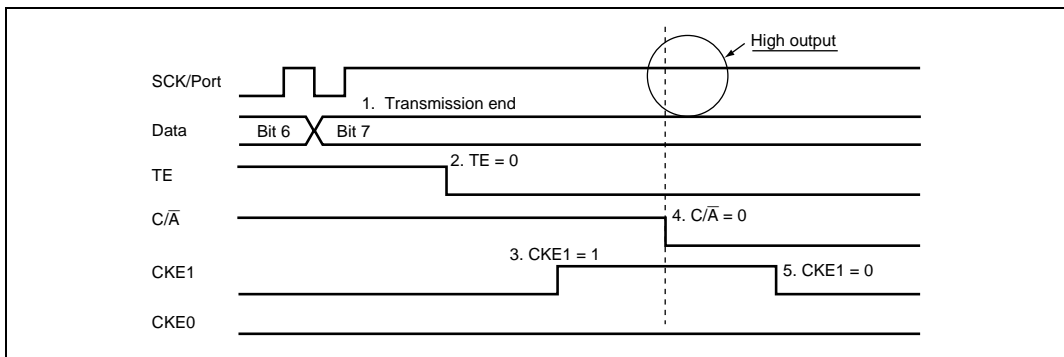 High output
SCK/Port
1. Transmission end
Data
Bit 6
Bit 7
2. TE = 0
TE
C/A̅
4. C/A̅ = 0
3. CKE1 = 1
CKE1
5. CKE1 = 0
CKE0